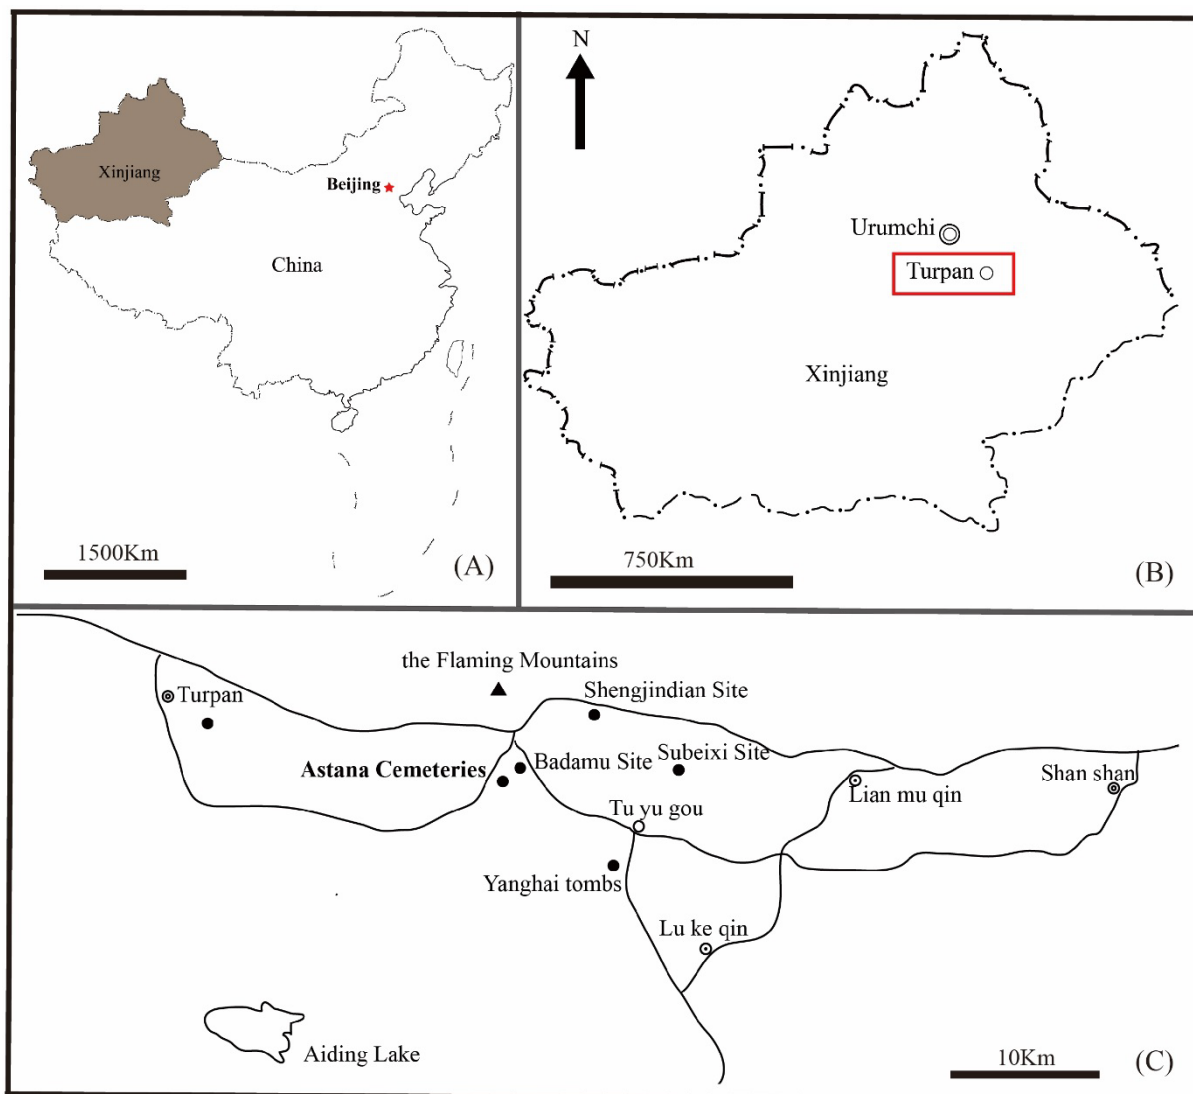 Xinjiang
Beijing
China
1500Km
(A)
N
Urumchi
Turpan
Xinjiang
750Km
(B)
the Flaming Mountains
Turpan
Shengjindian Site
Astana Cemeteries
Badamu Site
Subeixi Site
Lian mu qin
Shan shan
Tu yu gou
Yanghai tombs
Lu ke qin
Aiding Lake
10Km
(C)